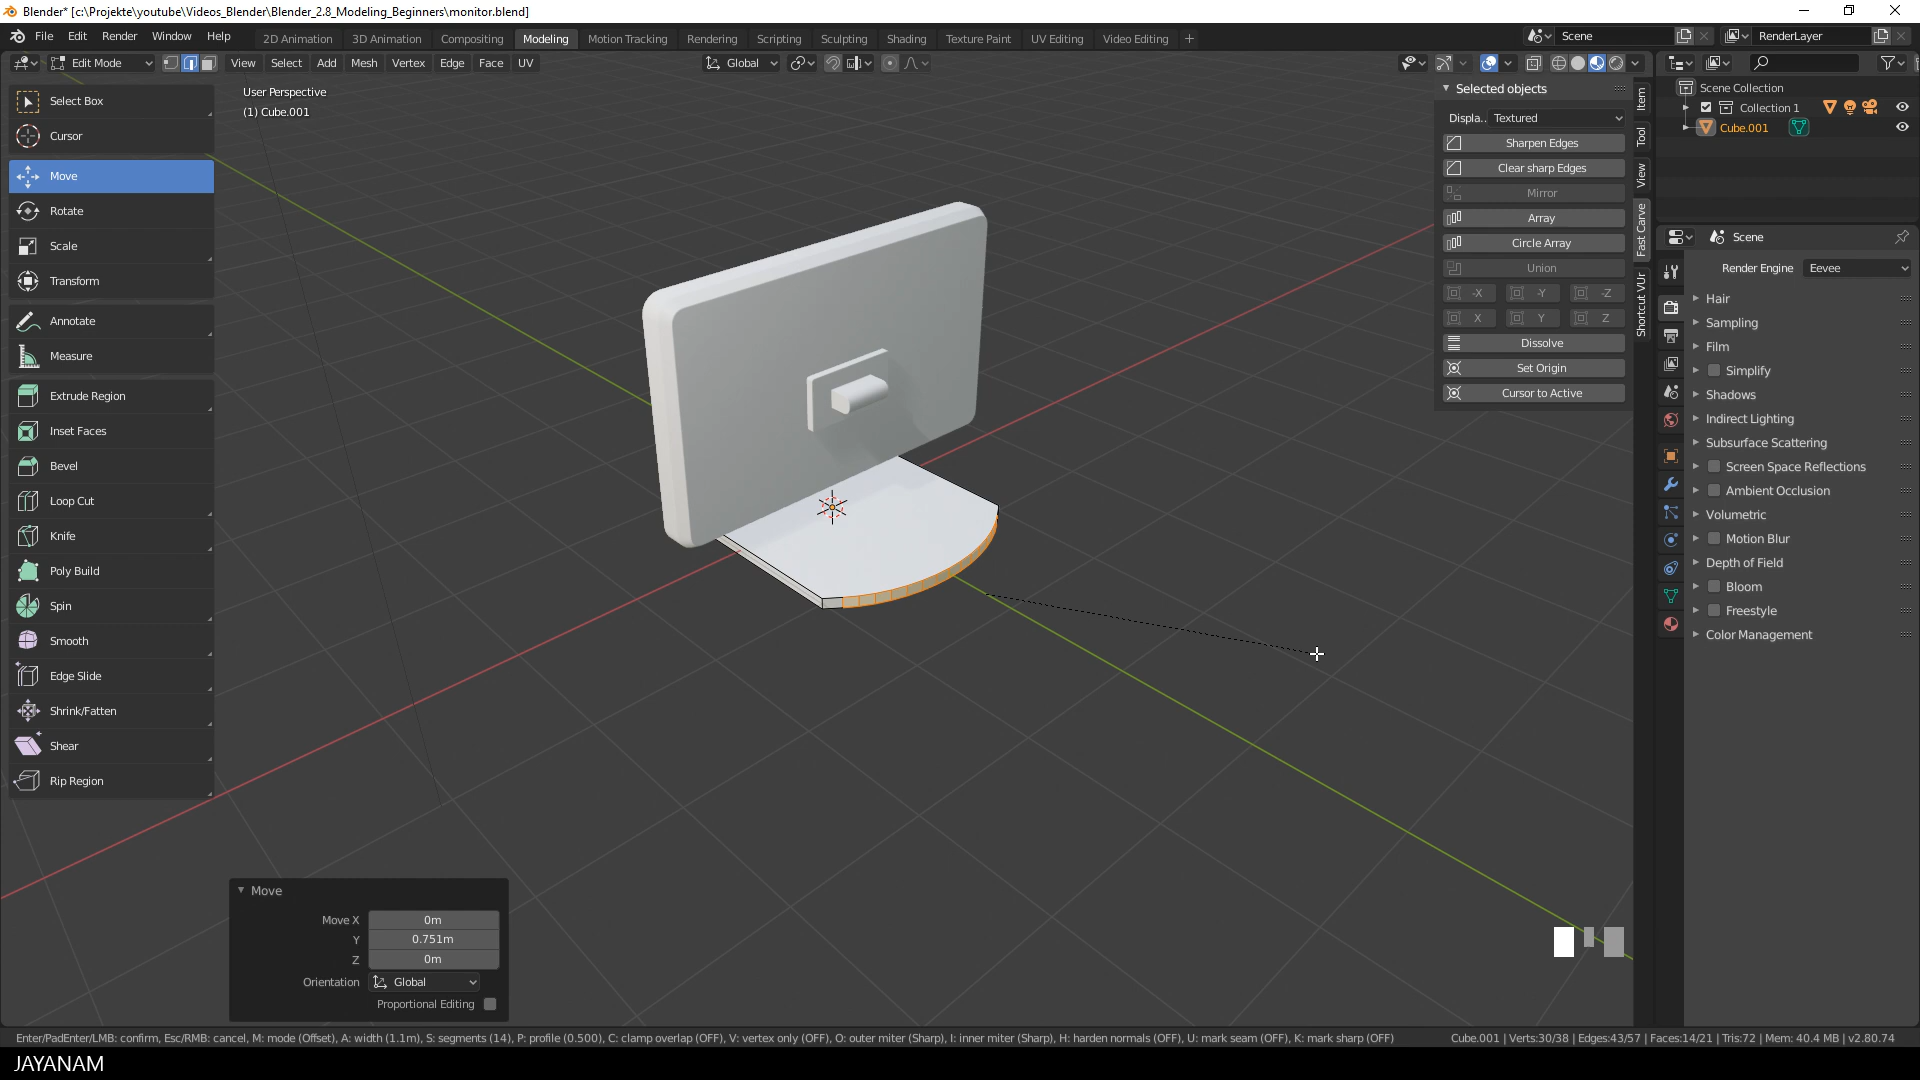 Blender* [c:\Projekte\youtube\Videos_Blender\Blender_2.8_Modeling_Beginners\monitor.blend]
File Edit Render Window Help
2D Animation 3D Animation Compositing Modeling Motion Tracking Rendering Scripting Sculpting Shading Texture Paint UV Editing Video Editing +
Scene
RenderLayer
Edit Mode
View Select Add Mesh Vertex Edge Face UV
Global
Select Box
Cursor
Move
Rotate
Scale
Transform
Annotate
Measure
Extrude Region
Inset Faces
Bevel
Loop Cut
Knife
Poly Build
Spin
Smooth
Edge Slide
Shrink/Fatten
Shear
Rip Region
User Perspective
(1) Cube.001
Selected objects
Displa.. Textured
Sharpen Edges
Clear sharp Edges
Mirror
Array
Circle Array
Union
-X -Y -Z
X Y Z
Dissolve
Set Origin
Cursor to Active
Item
Tool
View
Fast Carve
Shortcut VUr
Scene Collection
Collection 1
Cube.001
Scene
Render Engine Eevee
Hair
Sampling
Film
Simplify
Shadows
Indirect Lighting
Subsurface Scattering
Screen Space Reflections
Ambient Occlusion
Volumetric
Motion Blur
Depth of Field
Bloom
Freestyle
Color Management
Move
Move X 0m
Y 0.751m
Z 0m
Orientation Global
Proportional Editing
Enter/PadEnter/LMB: confirm, Esc/RMB: cancel, M: mode (Offset), A: width (1.1m), S: segments (14), P: profile (0.500), C: clamp overlap (OFF), V: vertex only (OFF), O: outer miter (Sharp), I: inner miter (Sharp), H: harden normals (OFF), U: mark seam (OFF), K: mark sharp (OFF)
Cube.001 | Verts:30/38 | Edges:43/57 | Faces:14/21 | Tris:72 | Mem: 40.4 MB | v2.80.74
JAYANAM